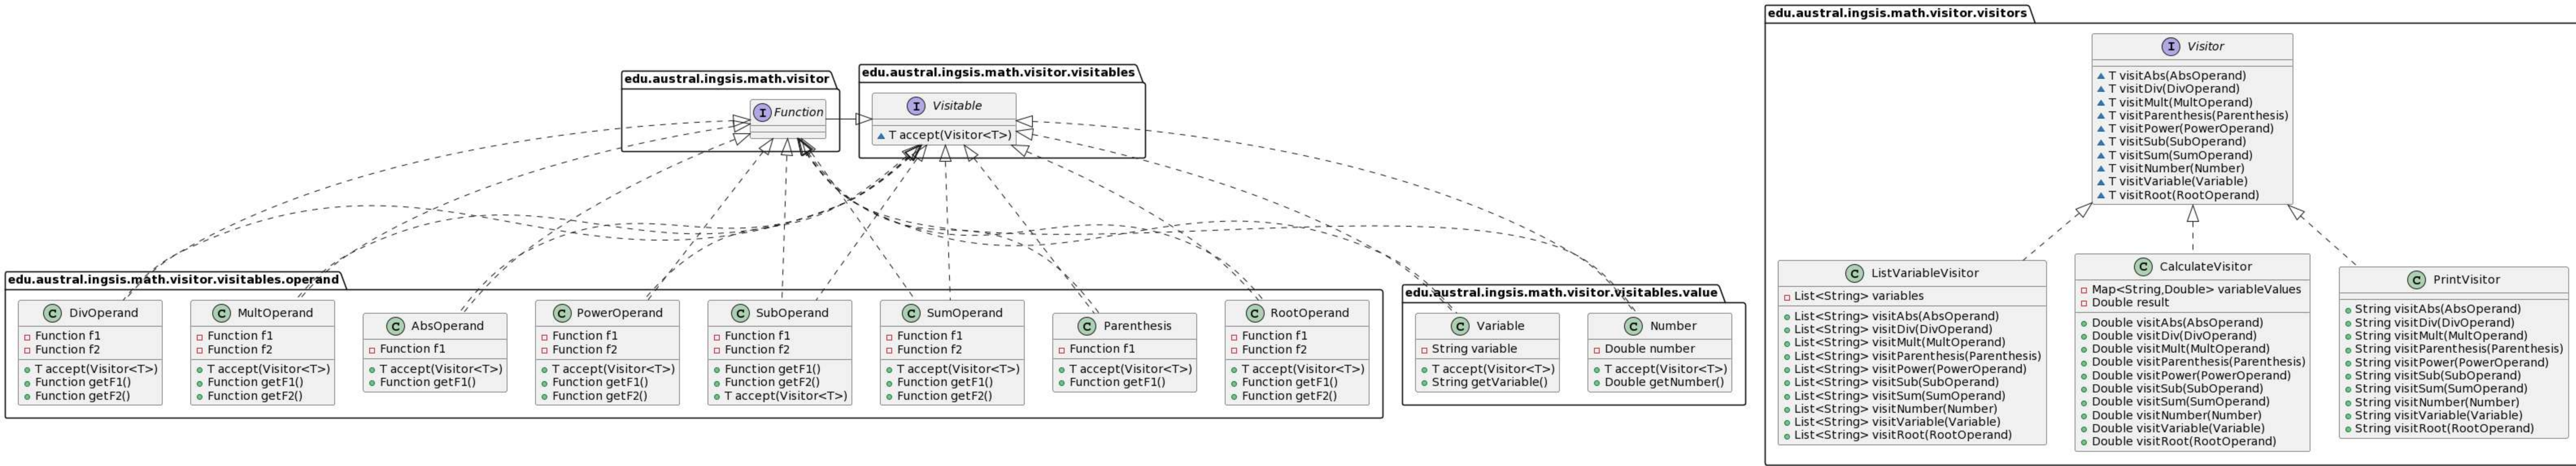 edu.austral.ingsis.math.visitor
I Function
edu.austral.ingsis.math.visitor.visitables
I Visitable
T accept(Visitor<T>)
edu.austral.ingsis.math.visitor.visitables.operand
C DivOperand
Function f1
Function f2
T accept(Visitor<T>)
Function getF1()
Function getF2()
C MultOperand
Function f1
Function f2
T accept(Visitor<T>)
Function getF1()
Function getF2()
C AbsOperand
Function f1
T accept(Visitor<T>)
Function getF1()
C PowerOperand
Function f1
Function f2
T accept(Visitor<T>)
Function getF1()
Function getF2()
C SubOperand
Function f1
Function f2
Function getF1()
Function getF2()
T accept(Visitor<T>)
C SumOperand
Function f1
Function f2
T accept(Visitor<T>)
Function getF1()
Function getF2()
C Parenthesis
Function f1
T accept(Visitor<T>)
Function getF1()
C RootOperand
Function f1
Function f2
T accept(Visitor<T>)
Function getF1()
Function getF2()
edu.austral.ingsis.math.visitor.visitables.value
C Variable
String variable
T accept(Visitor<T>)
String getVariable()
C Number
Double number
T accept(Visitor<T>)
Double getNumber()
edu.austral.ingsis.math.visitor.visitors
I Visitor
T visitAbs(AbsOperand)
T visitDiv(DivOperand)
T visitMult(MultOperand)
T visitParenthesis(Parenthesis)
T visitPower(PowerOperand)
T visitSub(SubOperand)
T visitSum(SumOperand)
T visitNumber(Number)
T visitVariable(Variable)
T visitRoot(RootOperand)
C ListVariableVisitor
List<String> variables
List<String> visitAbs(AbsOperand)
List<String> visitDiv(DivOperand)
List<String> visitMult(MultOperand)
List<String> visitParenthesis(Parenthesis)
List<String> visitPower(PowerOperand)
List<String> visitSub(SubOperand)
List<String> visitSum(SumOperand)
List<String> visitNumber(Number)
List<String> visitVariable(Variable)
List<String> visitRoot(RootOperand)
C CalculateVisitor
Map<String,Double> variableValues
Double result
Double visitAbs(AbsOperand)
Double visitDiv(DivOperand)
Double visitMult(MultOperand)
Double visitParenthesis(Parenthesis)
Double visitPower(PowerOperand)
Double visitSub(SubOperand)
Double visitSum(SumOperand)
Double visitNumber(Number)
Double visitVariable(Variable)
Double visitRoot(RootOperand)
C PrintVisitor
String visitAbs(AbsOperand)
String visitDiv(DivOperand)
String visitMult(MultOperand)
String visitParenthesis(Parenthesis)
String visitPower(PowerOperand)
String visitSub(SubOperand)
String visitSum(SumOperand)
String visitNumber(Number)
String visitVariable(Variable)
String visitRoot(RootOperand)